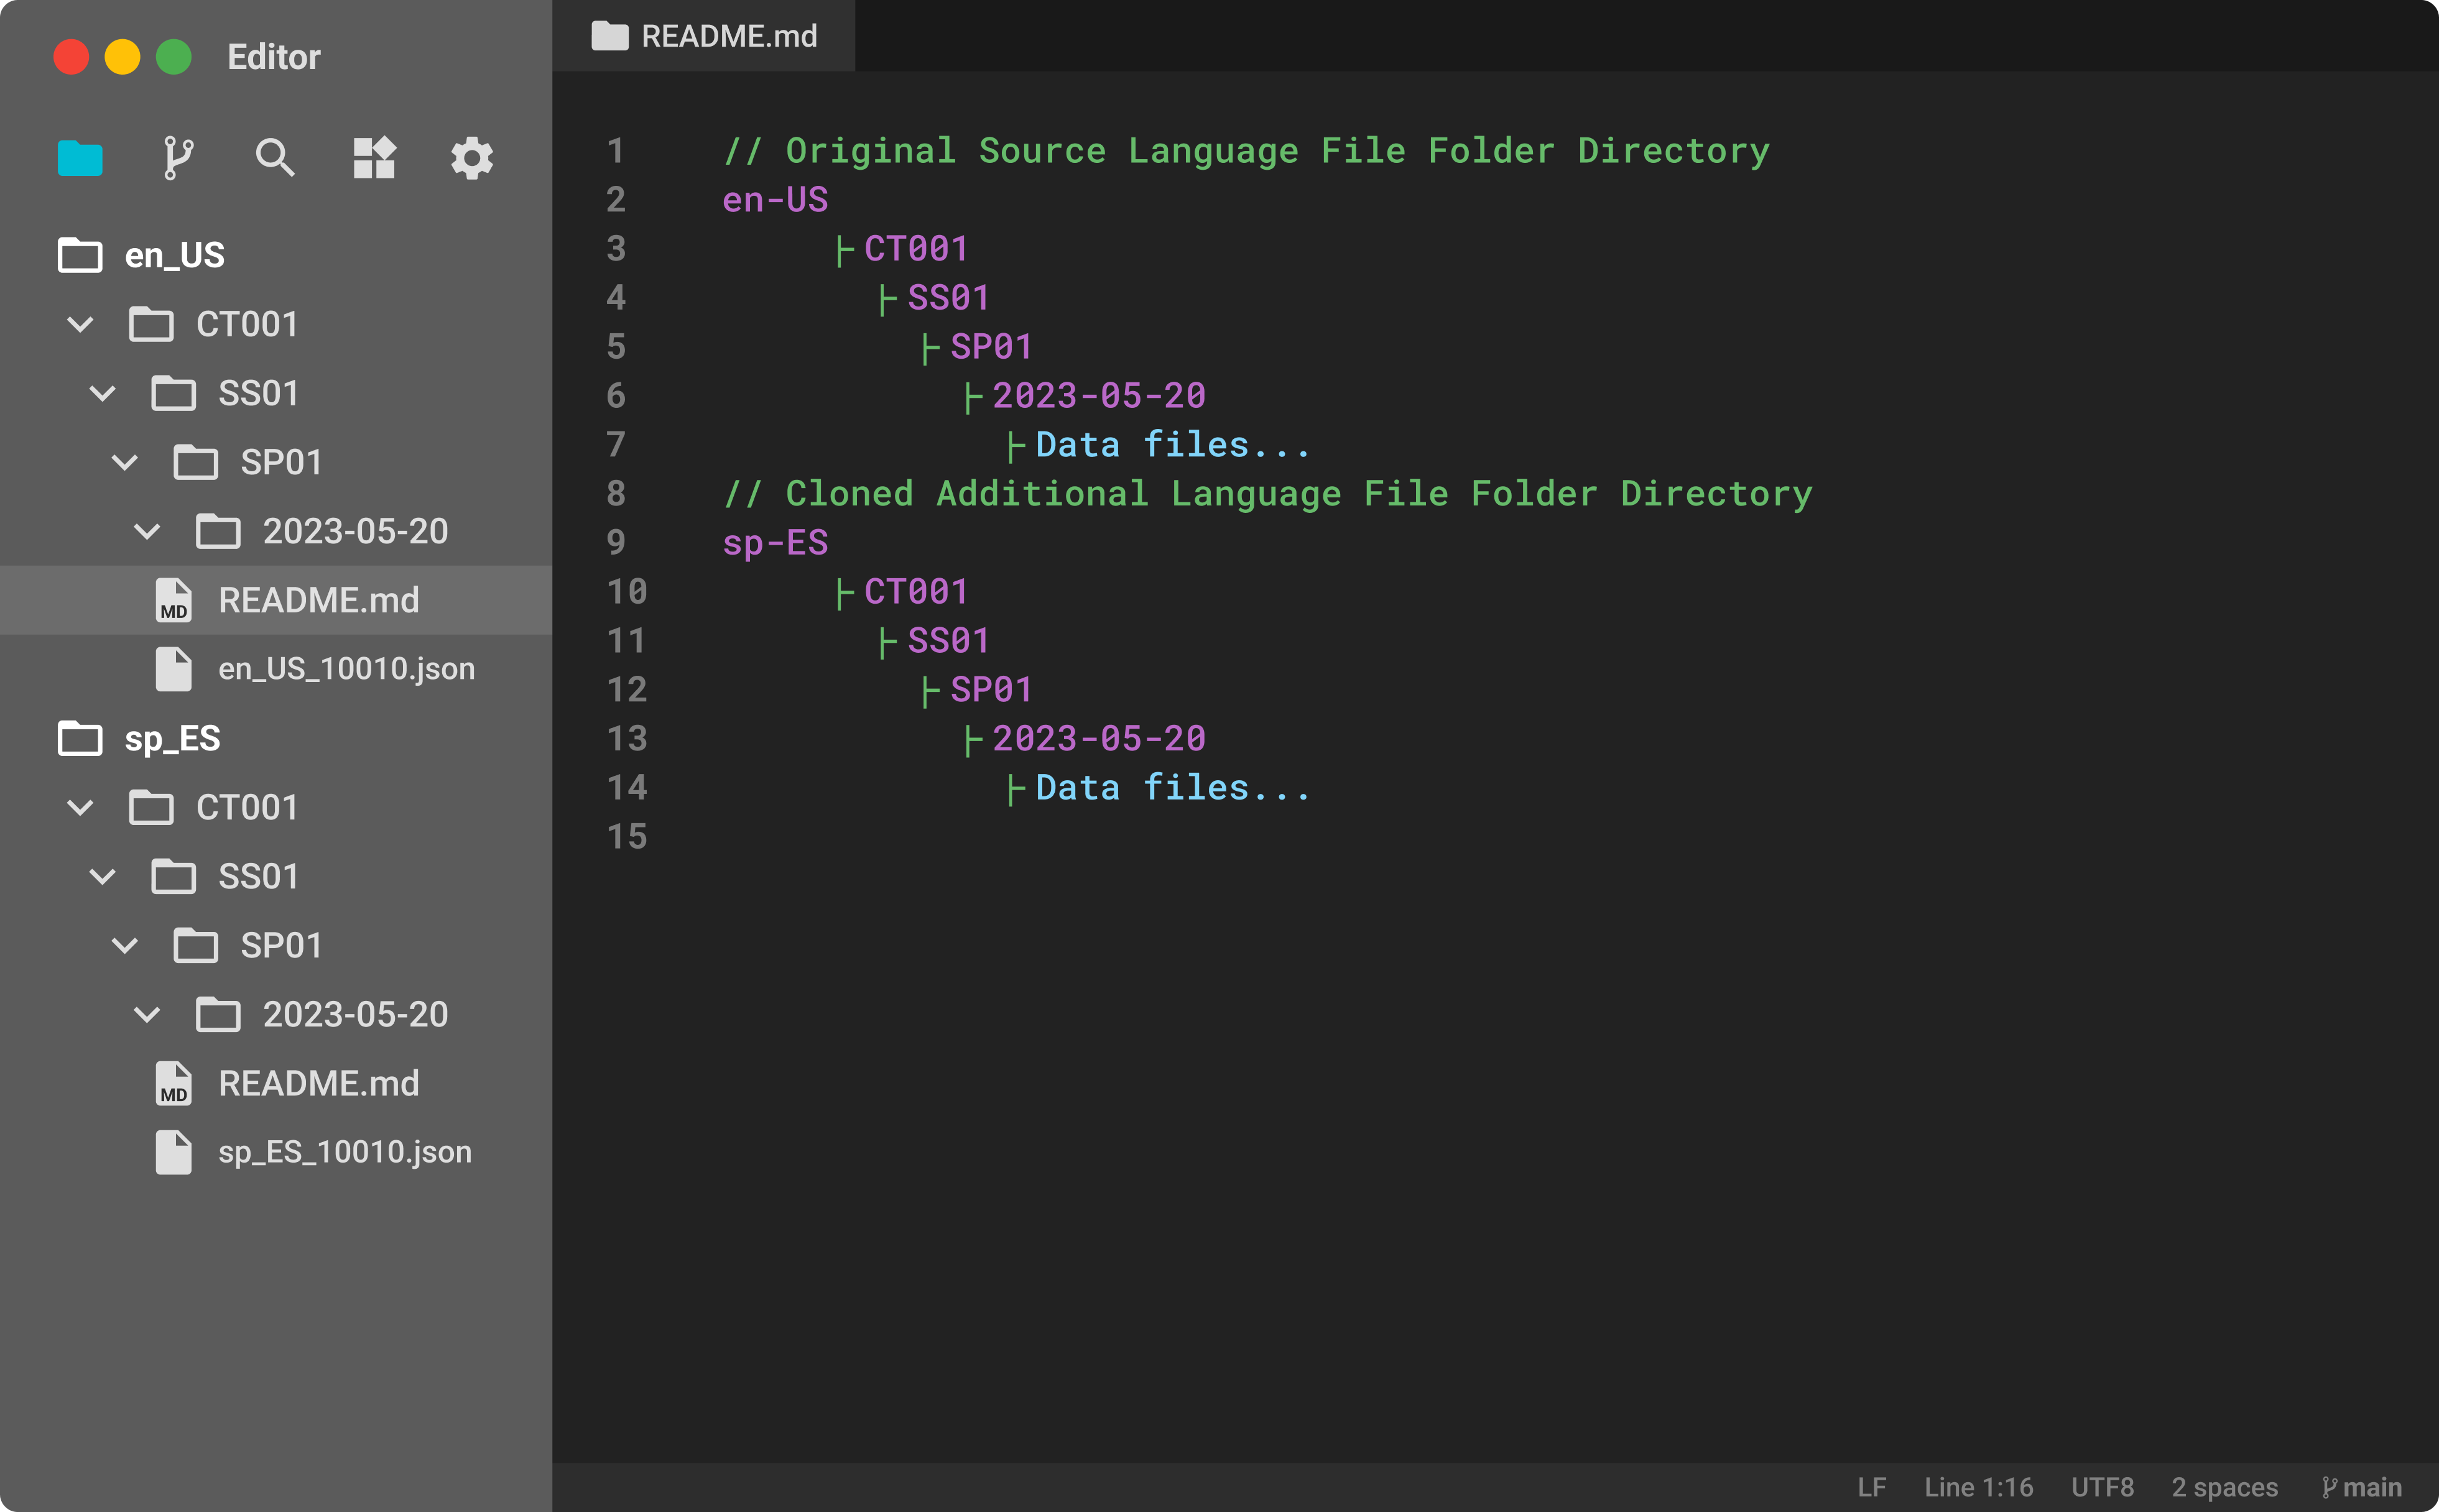 Editor
en_US
CT001
SS01
SP01
2023-05-20
MD README.md
en_US_10010.json
sp_ES
CT001
SS01
SP01
2023-05-20
MD README.md
sp_ES_10010.json
README.md
1 // Original Source Language File Folder Directory
2 en-US
3 ├ CT001
4 ├ SS01
5 ├ SP01
6 ├ 2023-05-20
7 ├ Data files...
8 // Cloned Additional Language File Folder Directory
9 sp-ES
10 ├ CT001
11 ├ SS01
12 ├ SP01
13 ├ 2023-05-20
14 ├ Data files...
15
LF Line 1:16 UTF8 2 spaces main